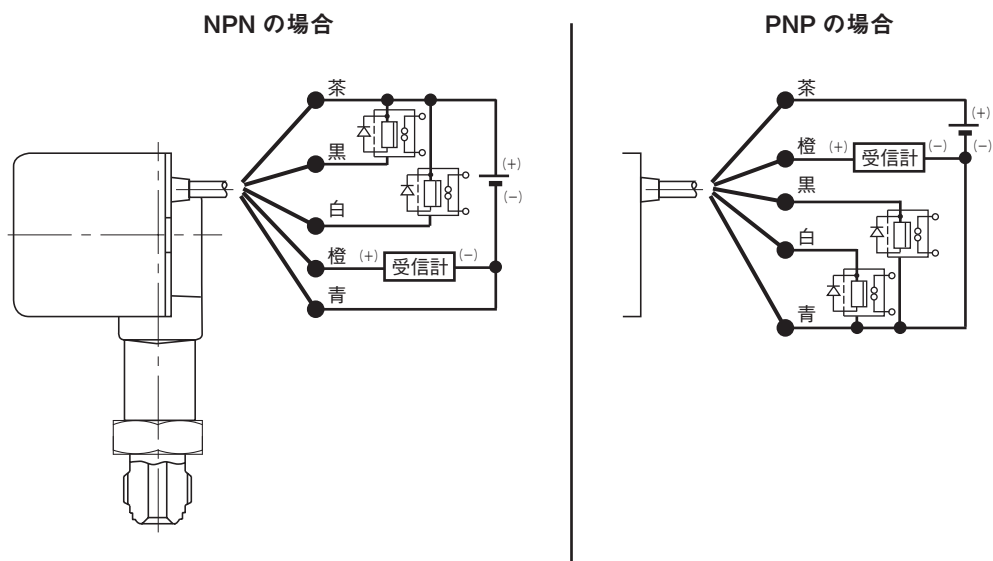 NPN の場合
茶
黒
(+)
(−)
白
橙 (+) 受信計 (−)
青
PNP の場合
茶
(+)
(−)
橙 (+) 受信計 (−)
黒
白
青